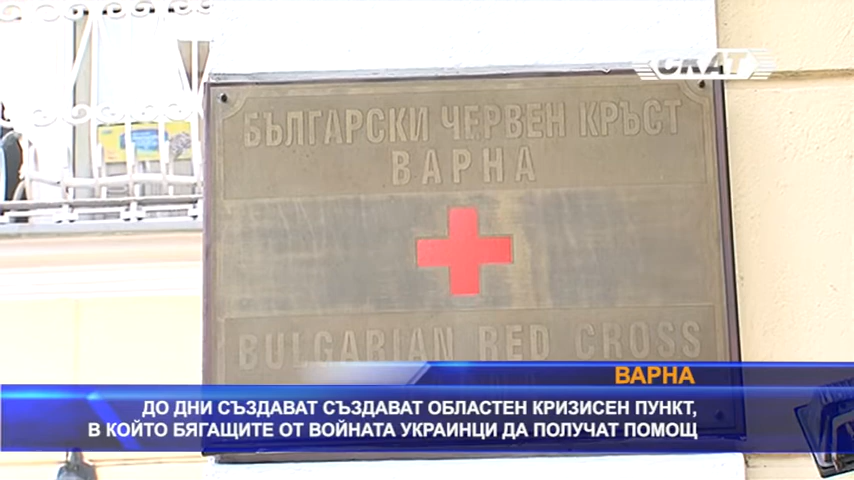 СКАТ
БЪЛГАРСКИ ЧЕРВЕН КРЪСТ
ВАРНА
BULGARIAN RED CROSS
ВАРНА
ДО ДНИ СЪЗДАВАТ СЪЗДАВАТ ОБЛАСТЕН КРИЗИСЕН ПУНКТ,
В КОЙТО БЯГАЩИТЕ ОТ ВОЙНАТА УКРАИНЦИ ДА ПОЛУЧАТ ПОМОЩ